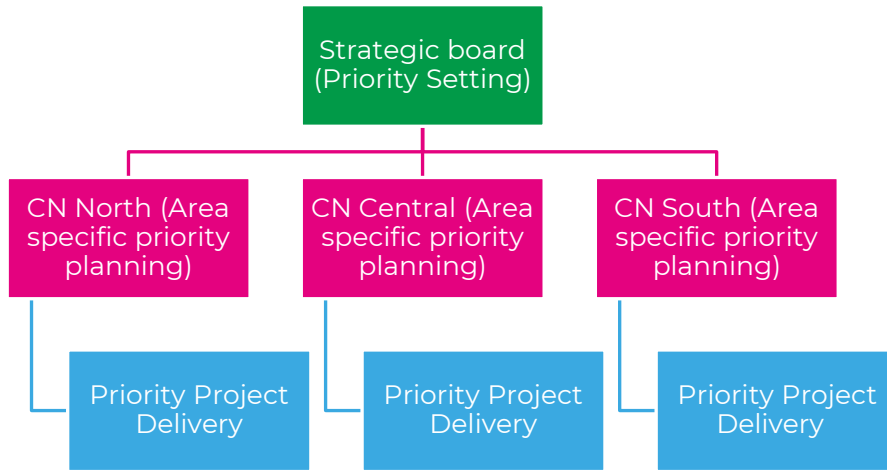 Strategic board
(Priority Setting)
CN North (Area
specific priority
planning)
CN Central (Area
specific priority
planning)
CN South (Area
specific priority
planning)
Priority Project
Delivery
Priority Project
Delivery
Priority Project
Delivery